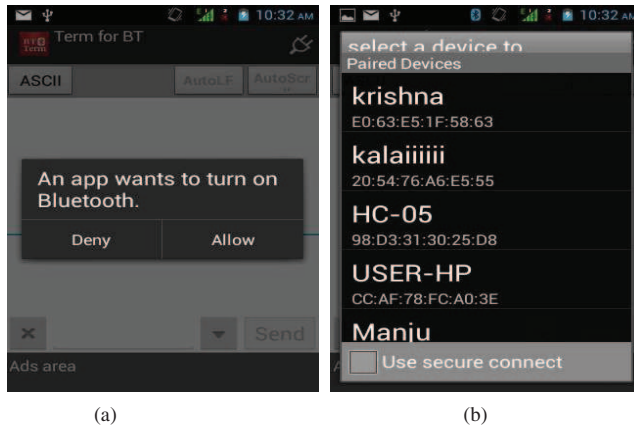 10:32 AM
BT
Term
Term for BT
ASCII
AutoLF
AutoScr
An app wants to turn on
Bluetooth.
Deny
Allow
Send
Ads area
(a)
10:32 AM
select a device to
Paired Devices
krishna
E0:63:E5:1F:58:63
kalaiiiiii
20:54:76:A6:E5:55
HC-05
98:D3:31:30:25:D8
USER-HP
CC:AF:78:FC:A0:3E
Manju
Use secure connect
(b)